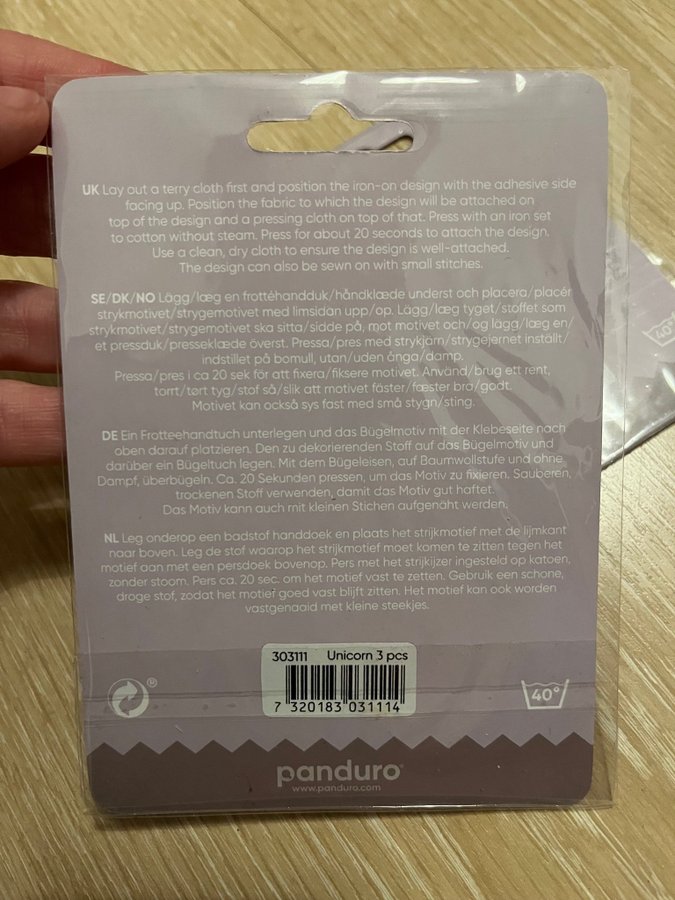 UK Lay out a terry cloth first and position the iron-on design with the adhesive side
facing up. Position the fabric to which the design will be attached on
top of the design and a pressing cloth on top of that. Press with an iron set
to cotton without steam. Press for about 20 seconds to attach the design.
Use a clean, dry cloth to ensure the design is well-attached.
The design can also be sewn on with small stitches.
SE/DK/NO Lägg/læg en frottéhandduk/håndklæde underst och placera/placér
strykmotivet/strygemotivet med limsidan upp/op. Lägg/læg tyget/stoffet som
strykmotivet/strygemotivet ska sitta/sidde på, mot motivet och/og lägg/læg en/
et pressduk/presseklæde överst. Pressa/pres med strykjärn/strygejernet inställt/
indstillet på bomull, utan/uden ånga/damp.
Pressa/pres i ca 20 sek för att fixera/fiksere motivet. Använd/brug ett rent,
torrt/tørt tyg/stof så/slik att motivet fäster/fæster bra/godt.
Motivet kan också sys fast med små stygn/sting.
DE Ein Frotteehandtuch unterlegen und das Bügelmotiv mit der Klebeseite nach
oben darauf platzieren. Den zu dekorierenden Stoff auf das Bügelmotiv und
darüber ein Bügeltuch legen. Mit dem Bügeleisen, auf Baumwollstufe und ohne
Dampf, überbügeln. Ca. 20 Sekunden pressen, um das Motiv zu fixieren. Sauberen,
trockenen Stoff verwenden, damit das Motiv gut haftet.
Das Motiv kann auch mit kleinen Stichen aufgenäht werden.
NL Leg onderop een badstof handdoek en plaats het strijkmotief met de lijmkant
naar boven. Leg de stof waarop het strijkmotief moet komen te zitten tegen het
motief aan met een persdoek bovenop. Pers met het strijkijzer ingesteld op katoen,
zonder stoom. Pers ca. 20 sec. om het motief vast te zetten. Gebruik een schone,
droge stof, zodat het motief goed vast blijft zitten. Het motief kan ook worden
vastgenaaid met kleine steekjes.
303111 Unicorn 3 pcs
7 320183 031114
40°
40°
panduro®
www.panduro.com